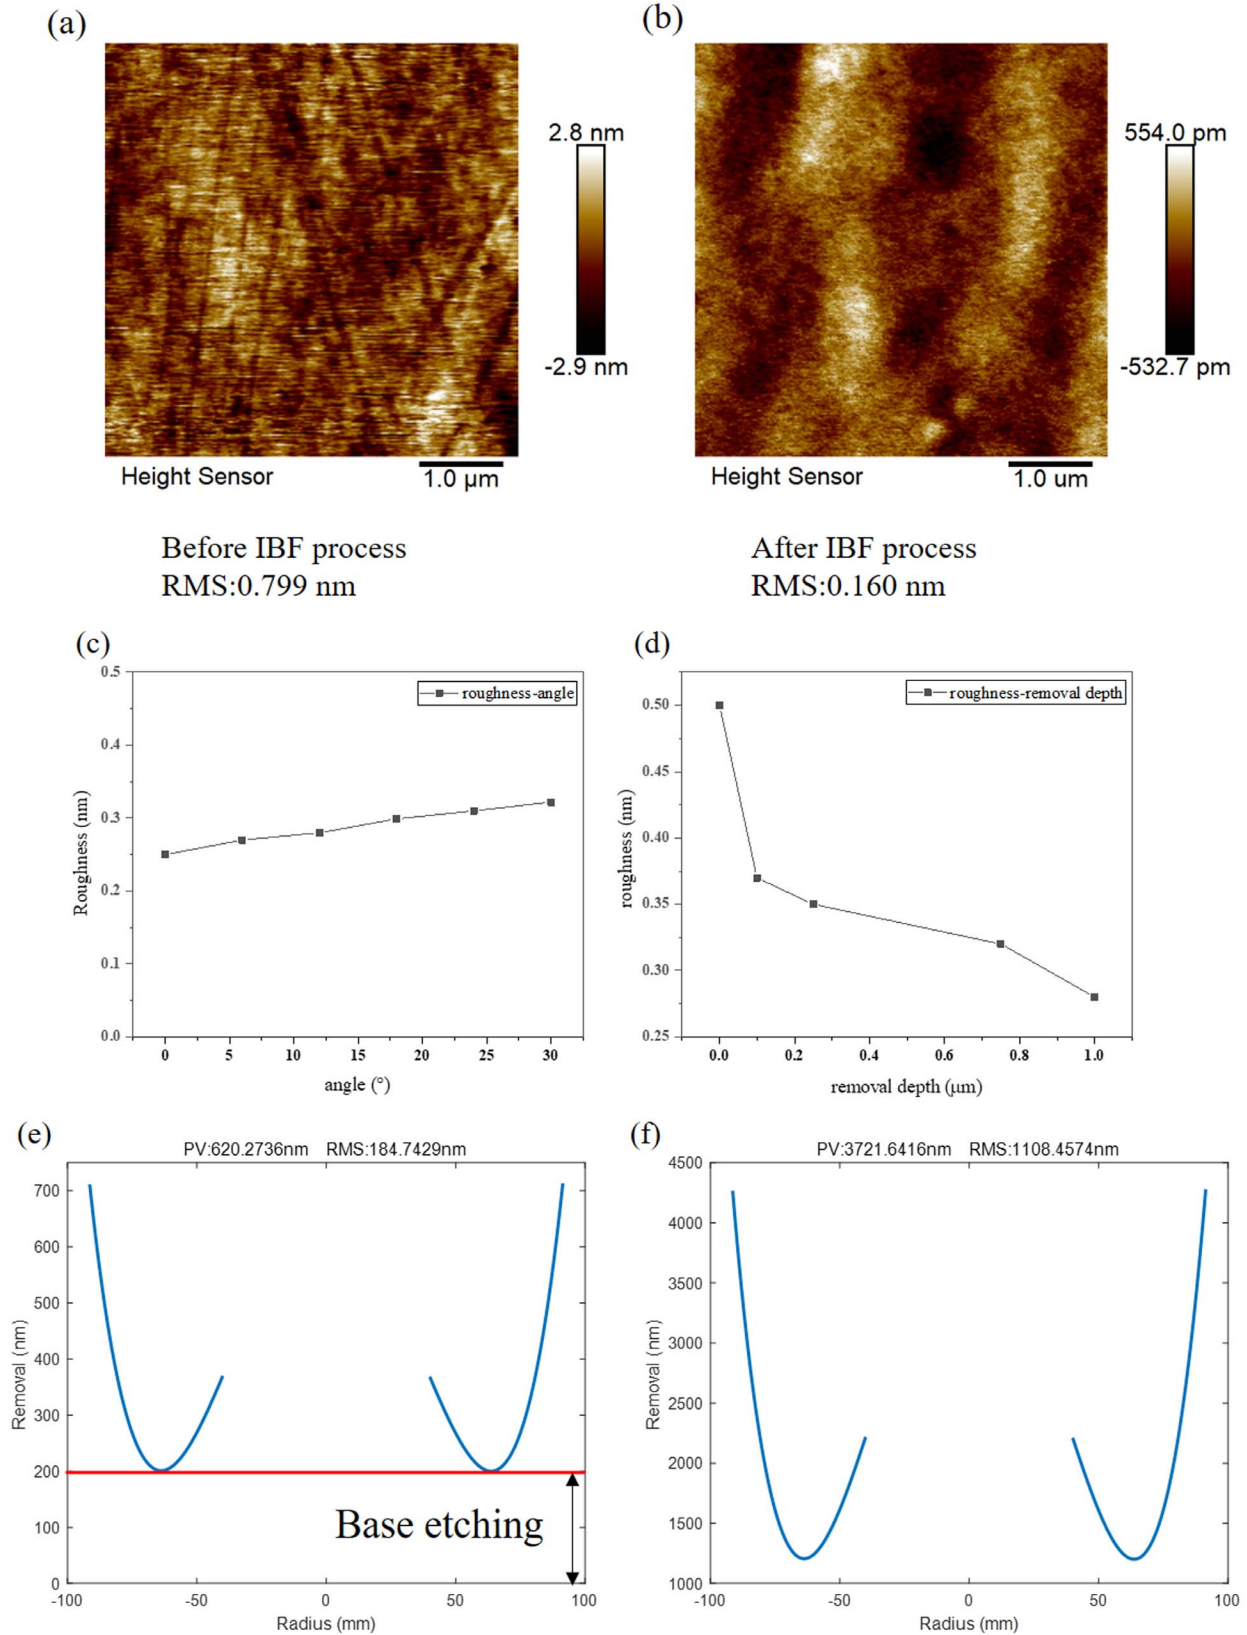 (a)
(b)
2.8 nm
-2.9 nm
554.0 pm
-532.7 pm
Height Sensor
1.0 µm
Height Sensor
1.0 um
Before IBF process
RMS:0.799 nm
After IBF process
RMS:0.160 nm
(c)
0.5
0.4
0.3
0.2
0.1
0.0
Roughness (nm)
roughness-angle
0 5 10 15 20 25 30
angle (°)
(d)
0.50
0.45
0.40
0.35
0.30
0.25
roughness (nm)
roughness-removal depth
0.0 0.2 0.4 0.6 0.8 1.0
removal depth (µm)
(e)
PV:620.2736nm RMS:184.7429nm
700
600
500
400
300
200
100
0
Removal (nm)
Base etching
-100 -50 0 50 100
Radius (mm)
(f)
PV:3721.6416nm RMS:1108.4574nm
4500
4000
3500
3000
2500
2000
1500
1000
Removal (nm)
-100 -50 0 50 100
Radius (mm)